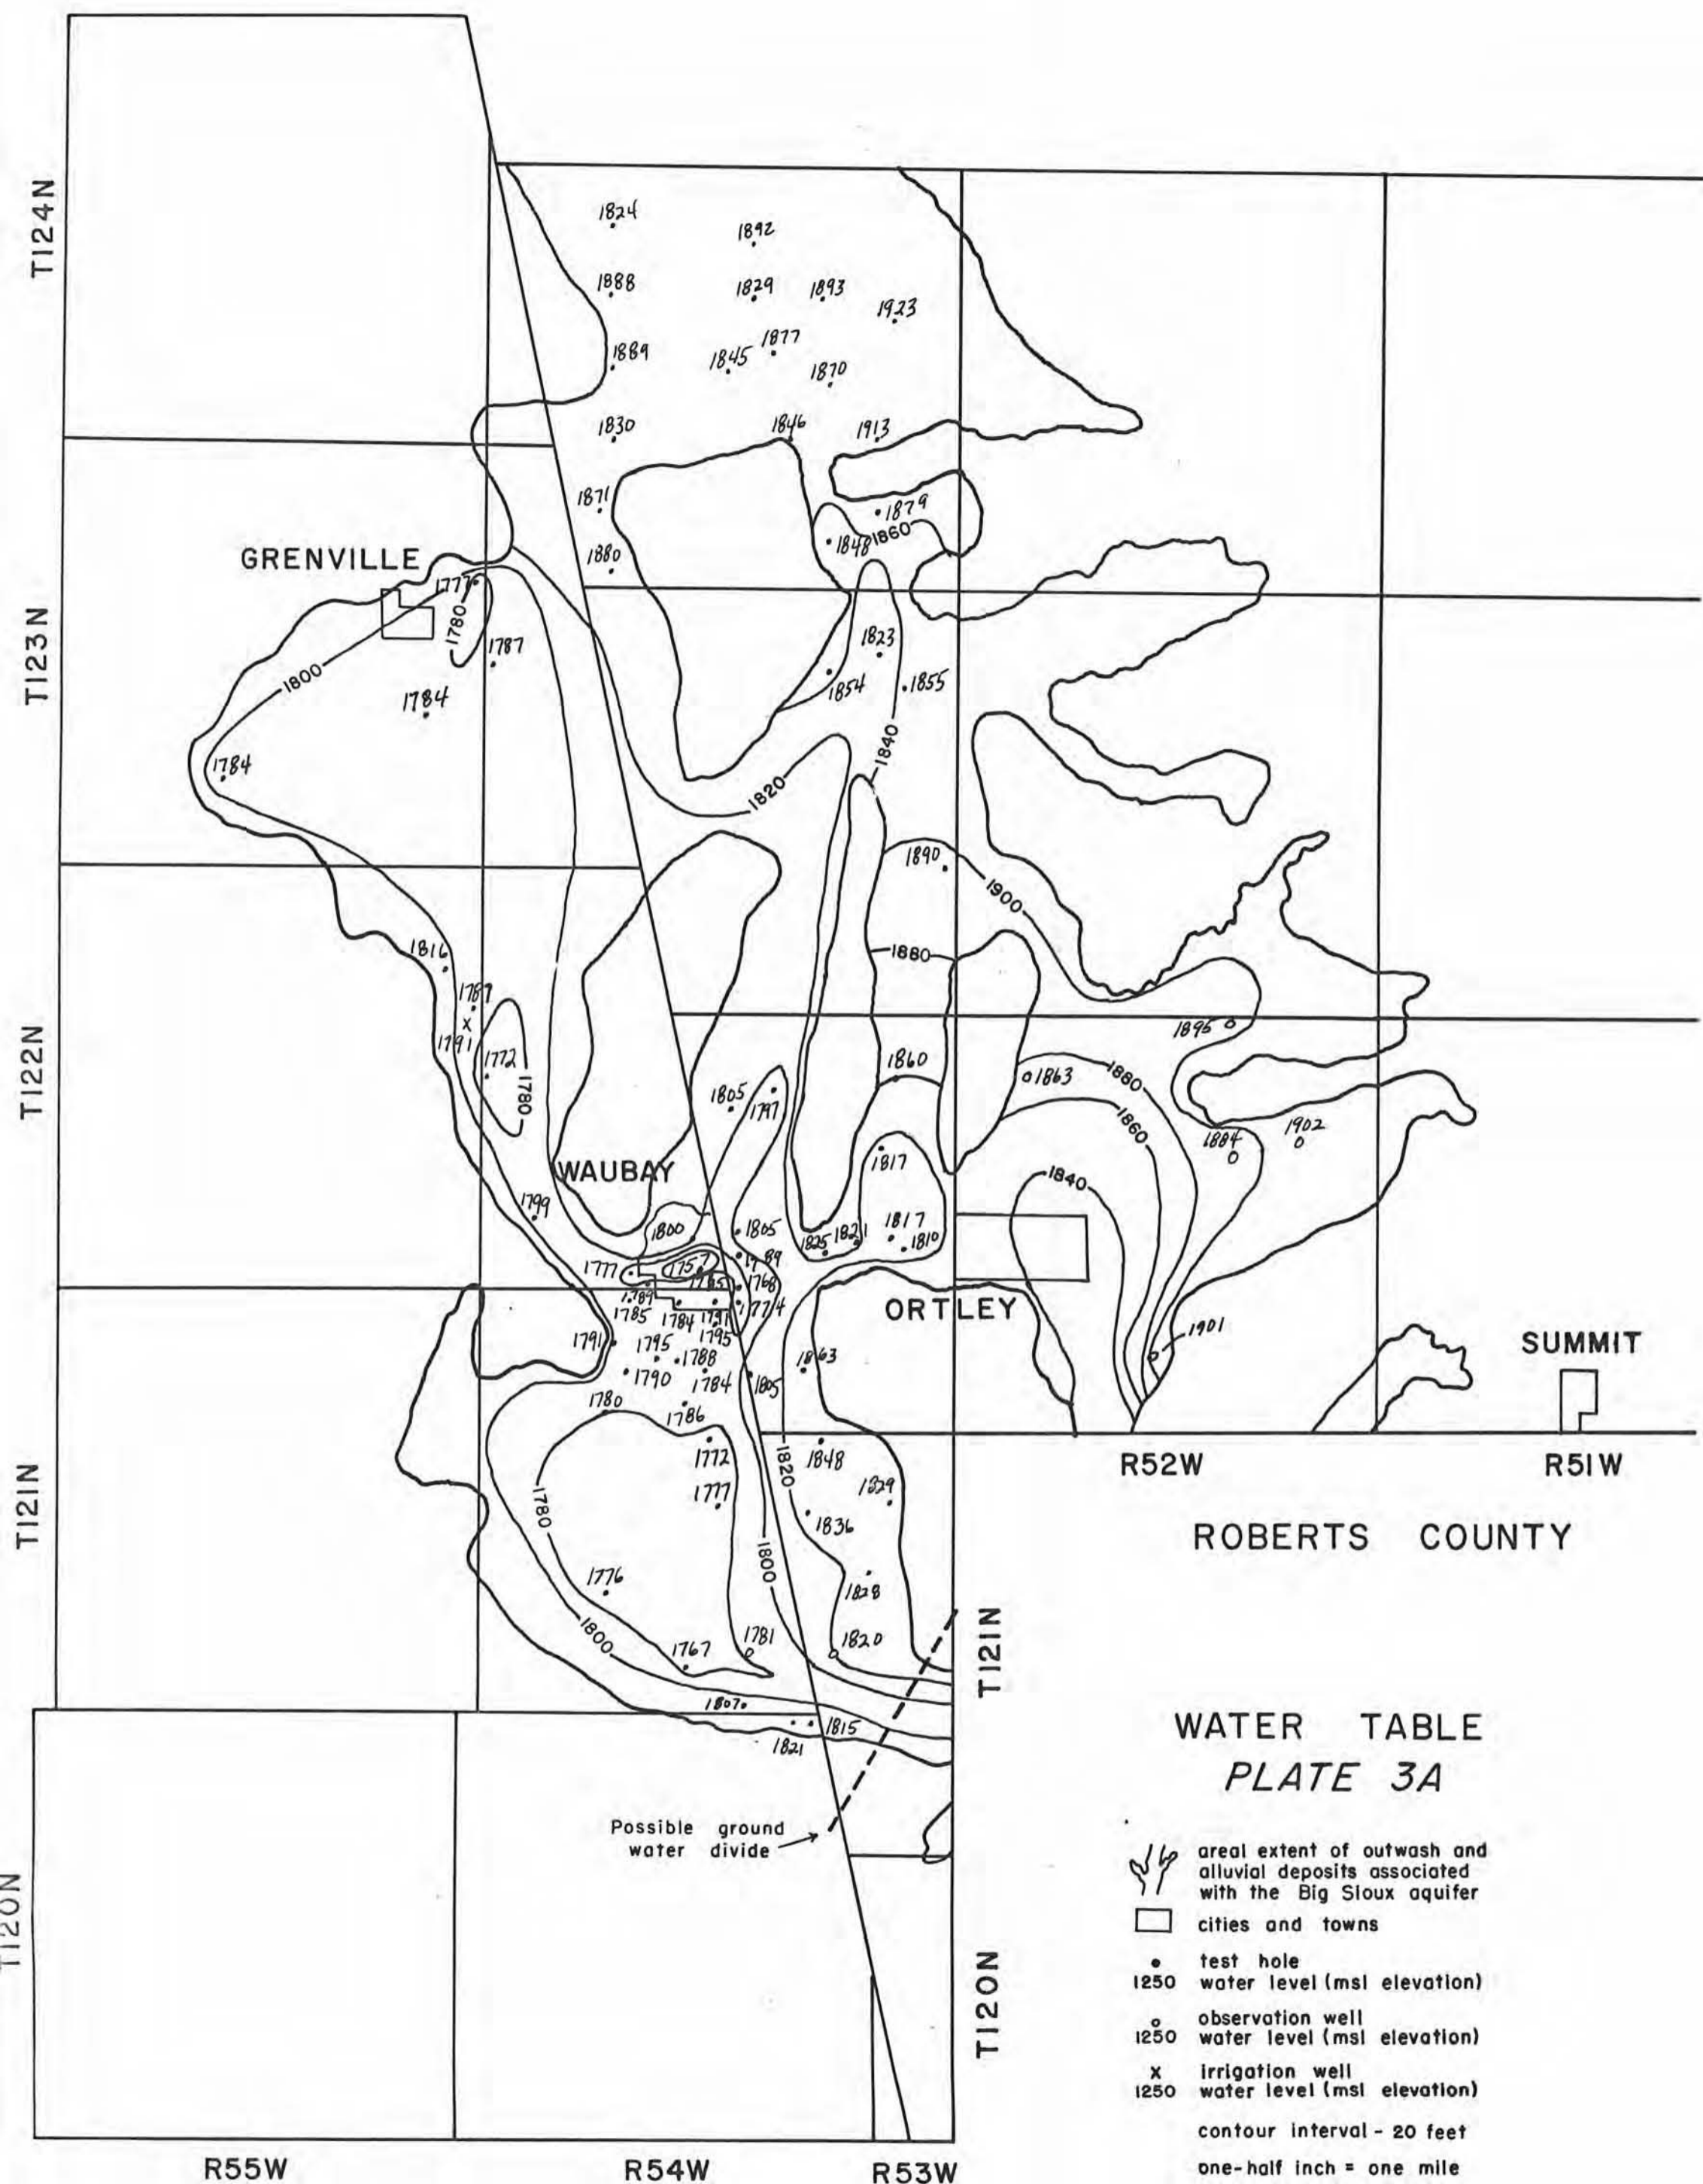 T124N
1824
1892
1888
1829
1893
1923
1889
1845
1877
1870
1830
1846
1913
1871
1879
1848
1860
1880
GRENVILLE
1777
1780
T123N
1787
1823
1800
1784
1854
1855
1784
1840
1820
1890
1900
1816
1880
1789
1791
1895
T122N
1772
1780
1805
1797
1860
1863
1880
1860
1884
1902
WAUBAY
1817
1840
1799
1800
1805
1825
1821
1817
1810
1777
1757
1789
1768
1789
1785
1784
1791
1774
ORTLEY
1791
1795
1795
1788
1863
1901
SUMMIT
1790
1784
1805
1780
1786
1772
1820
1848
R52W
R51W
T121N
1780
1777
1829
1836
ROBERTS COUNTY
1800
1776
1828
1800
1767
1781
1820
T121N
1807
1815
1821
WATER TABLE
PLATE 3A
Possible ground
water divide
areal extent of outwash and
alluvial deposits associated
with the Big Sioux aquifer
cities and towns
T120N
test hole
1250 water level (msl elevation)
T120N
observation well
1250 water level (msl elevation)
x irrigation well
1250 water level (msl elevation)
contour interval - 20 feet
one-half inch = one mile
R55W
R54W
R53W